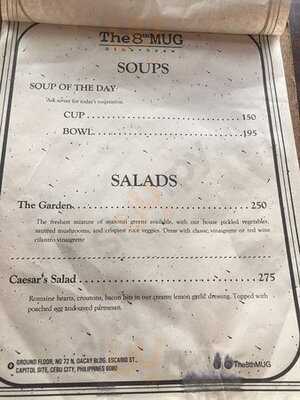 The 8th MUG
SOUPS
SOUP OF THE DAY
Ask server for today's inspiration
CUP 150
BOWL 195
SALADS
The Garden 250
The freshest mixture of seasonal greens available, with our house pickled vegetables,
sautéed mushrooms, and crispiest rice veggies. Dress with classic vinaigrette or red wine
cilantro vinaigrette
Caesar's Salad 275
Romaine hearts, croutons, bacon bits in our creamy lemon garlic dressing. Topped with
poached egg and sated parmesan.
GROUND FLOOR, NO 72 N. DACAY BLDG. ESCARIO ST.,
CAPITOL SITE, CEBU CITY, PHILIPPINES 6000
The8thMUG